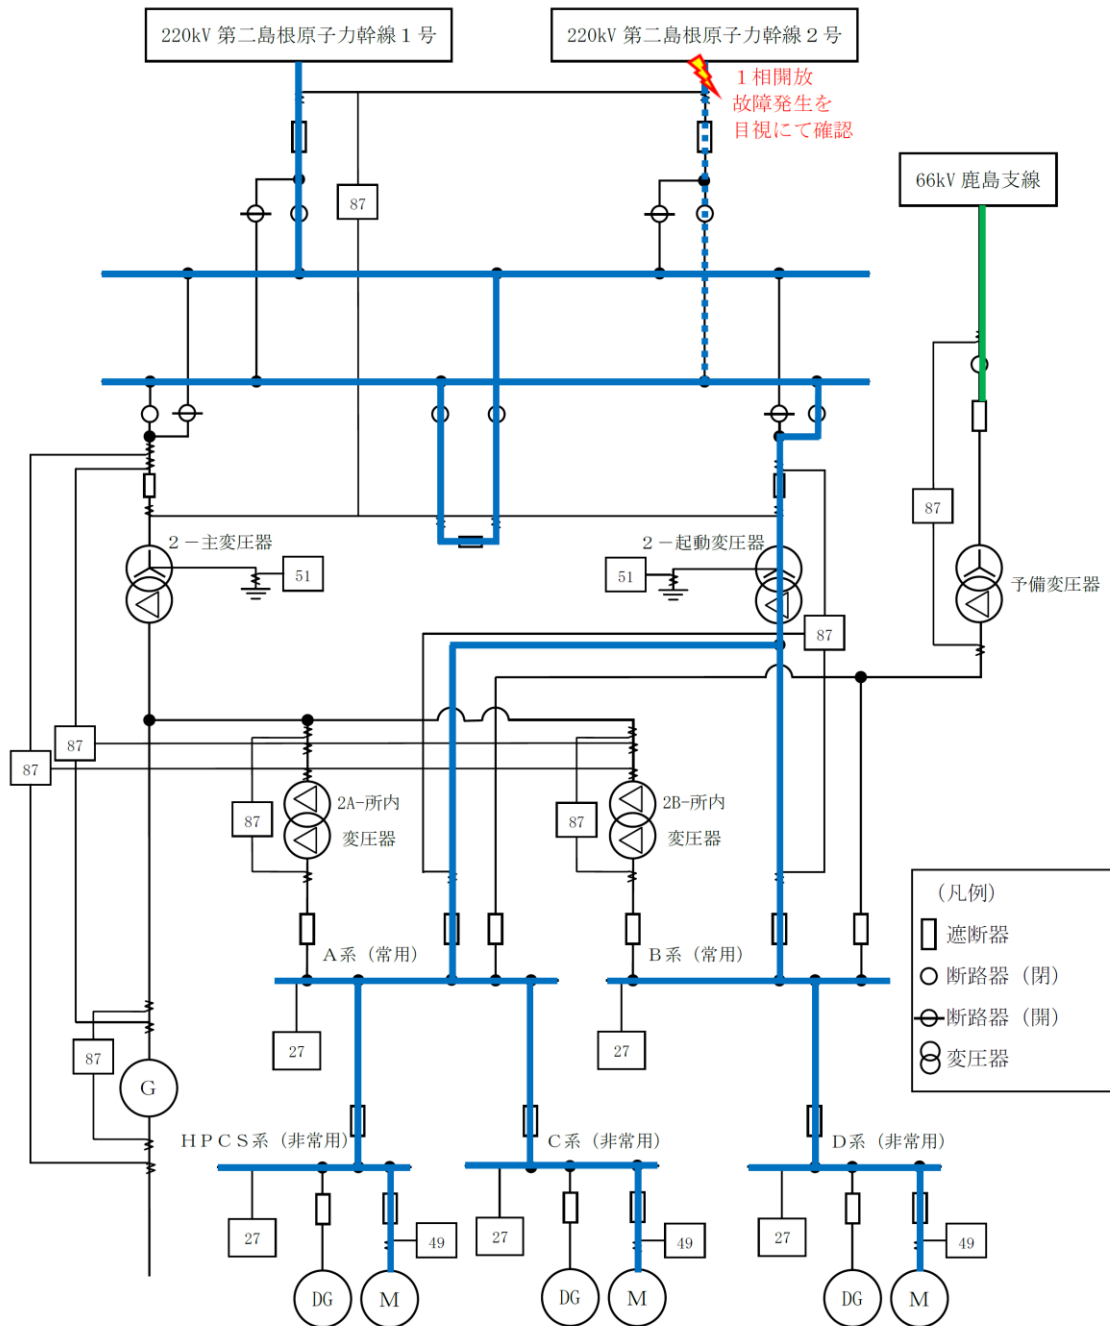 220kV 第二島根原子力幹線１号
220kV 第二島根原子力幹線２号
１相開放
故障発生を
目視にて確認
66kV 鹿島支線
87
87
２－主変圧器
51
２－起動変圧器
51
予備変圧器
87
87
87
2A-所内
変圧器
87
2B-所内
変圧器
87
（凡例）
遮断器
断路器（閉）
断路器（開）
変圧器
Ａ系（常用）
Ｂ系（常用）
27
27
87
G
ＨＰＣＳ系（非常用）
Ｃ系（非常用）
Ｄ系（非常用）
27
49
27
49
27
49
DG
M
DG
M
DG
M